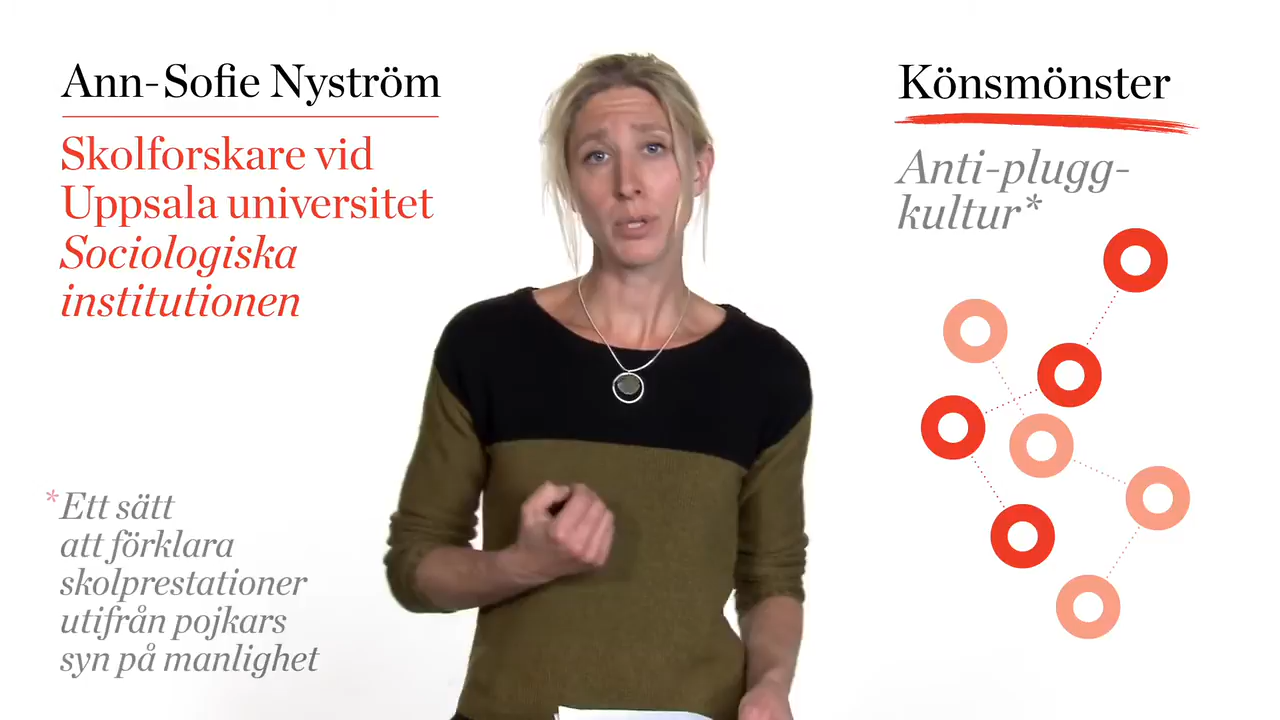 Ann-Sofie Nyström
Skolforskare vid
Uppsala universitet
Sociologiska
institutionen
*Ett sätt
att förklara
skolprestationer
utifrån pojkars
syn på manlighet
Könsmönster
Anti-plugg-
kultur*